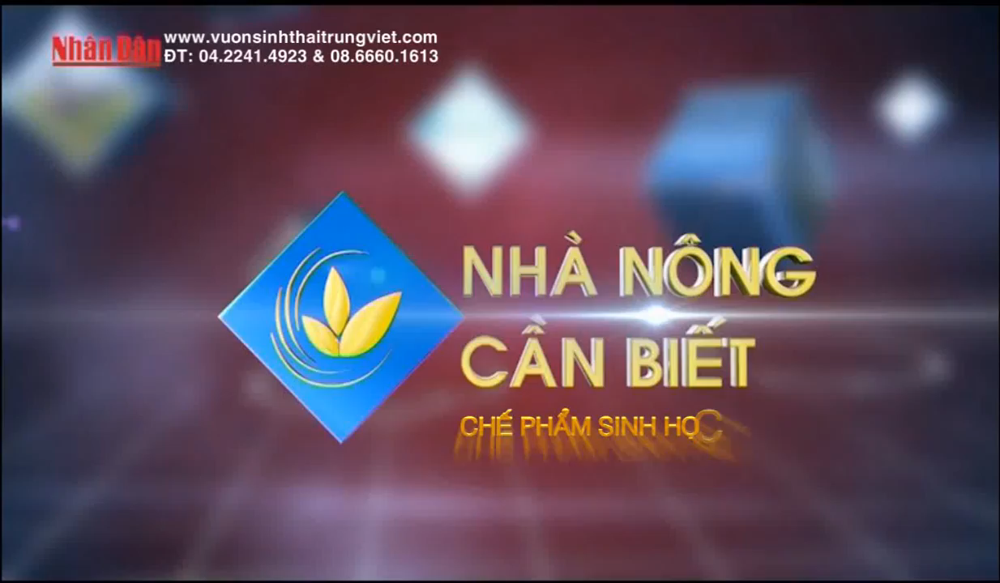 Nhân Dân
www.vuonsinhthaitrungviet.com
ĐT: 04.2241.4923 & 08.6660.1613
NHÀ NÔNG
CẦN BIẾT
CHẾ PHẨM SINH HỌC